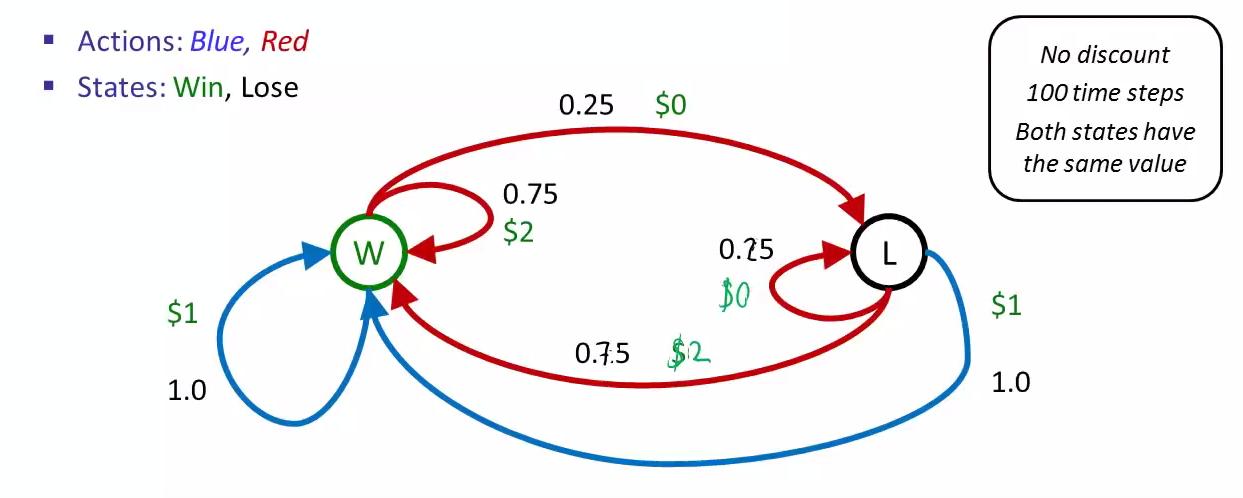 ▪ Actions: Blue, Red
▪ States: Win, Lose
No discount
100 time steps
Both states have
the same value
0.25 $0
0.75
$2
W
0.25
$0
L
$1
1.0
0.75 $2
$1
1.0